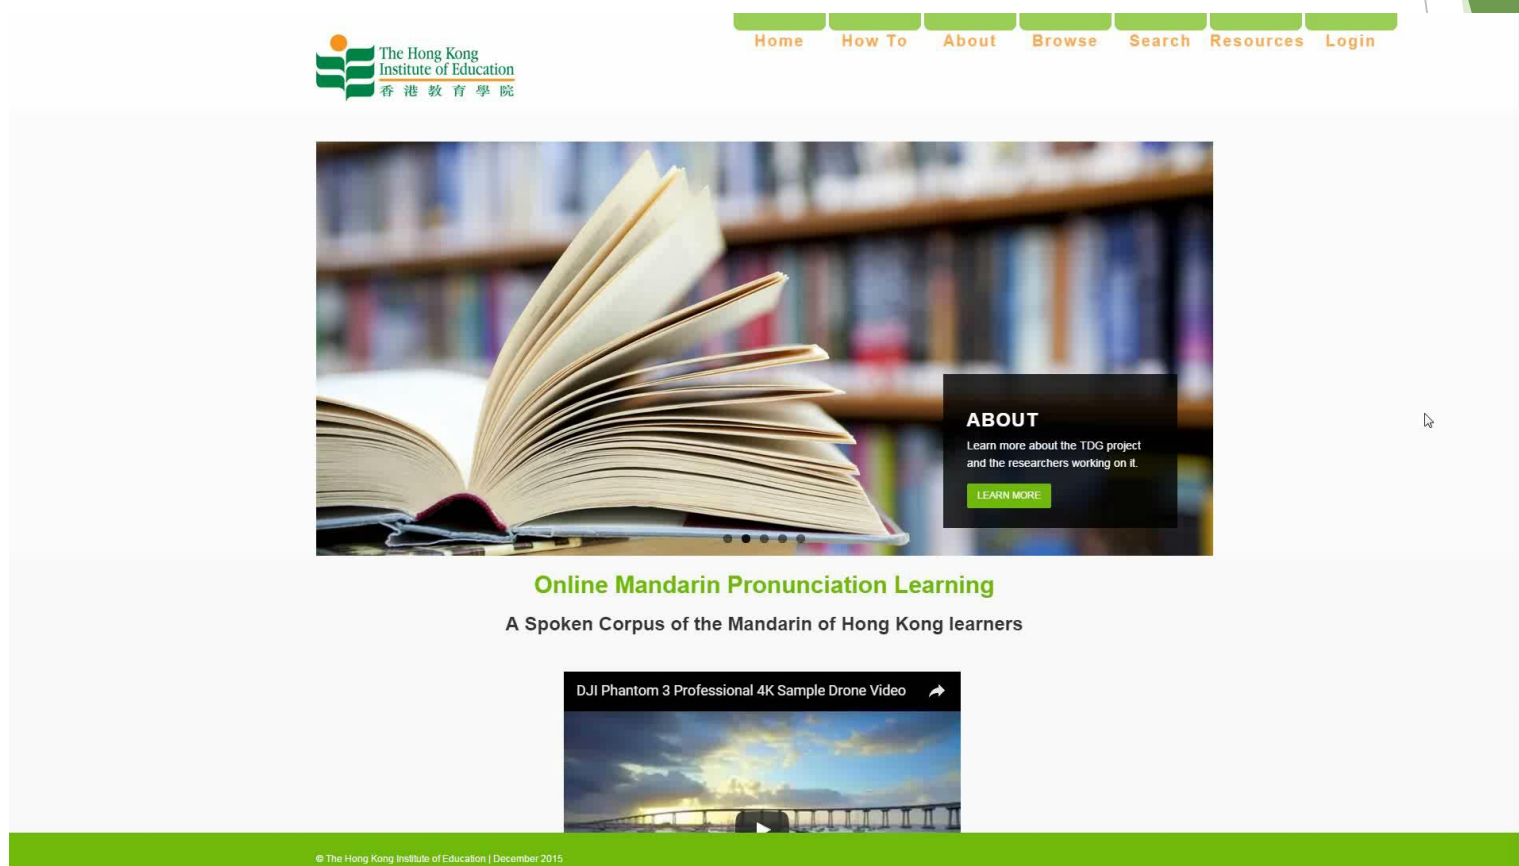 Home How To About Browse Search Resources Login
The Hong Kong
Institute of Education
香港教育學院
ABOUT
Learn more about the TDG project
and the researchers working on it.
LEARN MORE
Online Mandarin Pronunciation Learning
A Spoken Corpus of the Mandarin of Hong Kong learners
DJI Phantom 3 Professional 4K Sample Drone Video
© The Hong Kong Institute of Education | December 2015